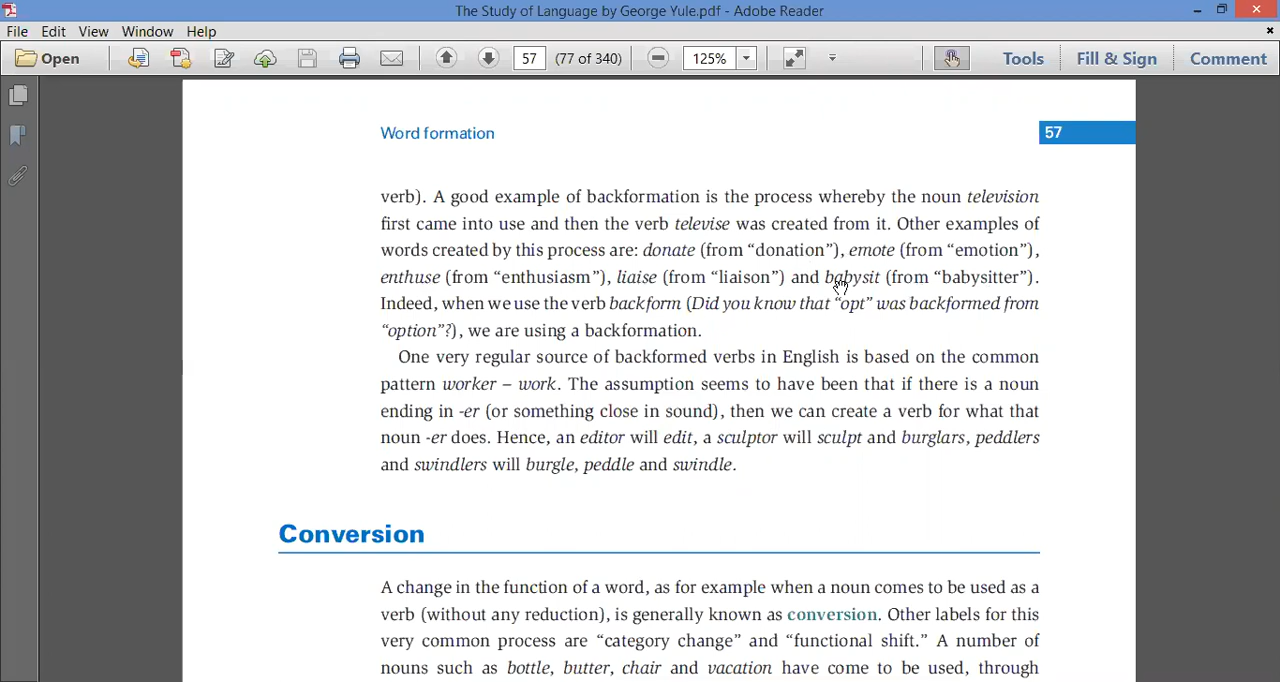 The Study of Language by George Yule.pdf - Adobe Reader
File Edit View Window Help
Open 57 (77 of 340) 125% Tools Fill & Sign Comment
Word formation 57
verb). A good example of backformation is the process whereby the noun television
first came into use and then the verb televise was created from it. Other examples of
words created by this process are: donate (from “donation”), emote (from “emotion”),
enthuse (from “enthusiasm”), liaise (from “liaison”) and babysit (from “babysitter”).
Indeed, when we use the verb backform (Did you know that “opt” was backformed from
“option”?), we are using a backformation.
One very regular source of backformed verbs in English is based on the common
pattern worker – work. The assumption seems to have been that if there is a noun
ending in -er (or something close in sound), then we can create a verb for what that
noun -er does. Hence, an editor will edit, a sculptor will sculpt and burglars, peddlers
and swindlers will burgle, peddle and swindle.
Conversion
A change in the function of a word, as for example when a noun comes to be used as a
verb (without any reduction), is generally known as conversion. Other labels for this
very common process are “category change” and “functional shift.” A number of
nouns such as bottle, butter, chair and vacation have come to be used, through